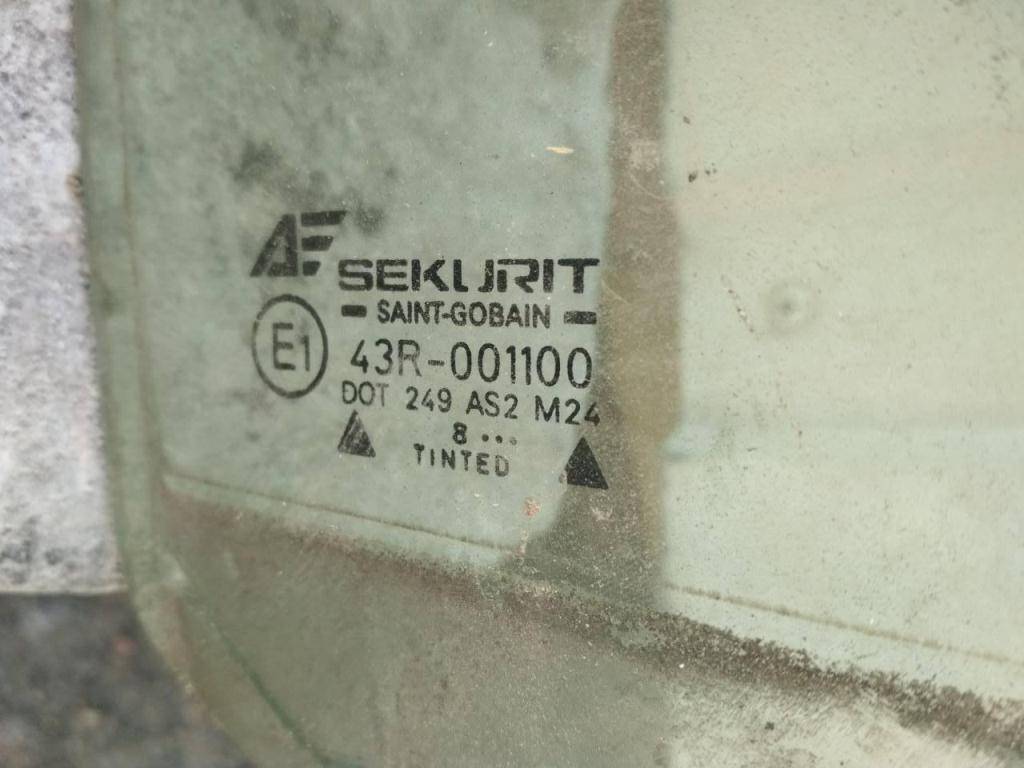 AF
SEKURIT
- SAINT-GOBAIN -
E1
43R-001100
DOT 249 AS2 M24
8 •••
TINTED